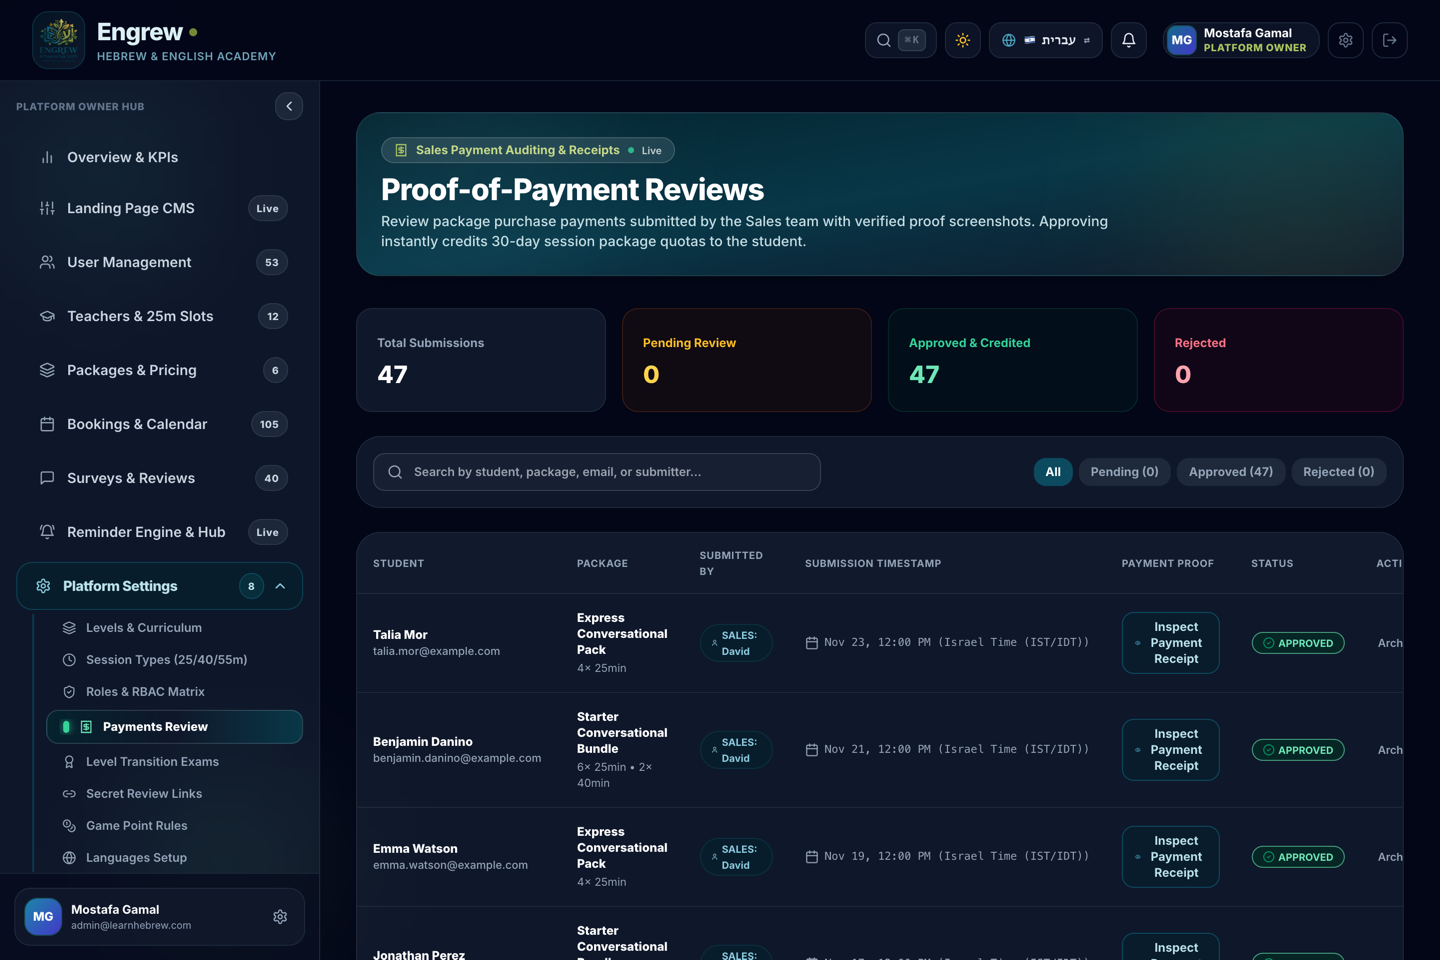 Engrew
HEBREW & ENGLISH ACADEMY
⌘K
עברית
MG
Mostafa Gamal
PLATFORM OWNER
PLATFORM OWNER HUB
Overview & KPIs
Landing Page CMS
Live
User Management
53
Teachers & 25m Slots
12
Packages & Pricing
6
Bookings & Calendar
105
Surveys & Reviews
40
Reminder Engine & Hub
Live
Platform Settings
8
Levels & Curriculum
Session Types (25/40/55m)
Roles & RBAC Matrix
Payments Review
Level Transition Exams
Secret Review Links
Game Point Rules
Languages Setup
MG
Mostafa Gamal
admin@learnhebrew.com
Sales Payment Auditing & Receipts
Live
Proof-of-Payment Reviews
Review package purchase payments submitted by the Sales team with verified proof screenshots. Approving
instantly credits 30-day session package quotas to the student.
Total Submissions
47
Pending Review
0
Approved & Credited
47
Rejected
0
Search by student, package, email, or submitter...
All
Pending (0)
Approved (47)
Rejected (0)
STUDENT
PACKAGE
SUBMITTED
BY
SUBMISSION TIMESTAMP
PAYMENT PROOF
STATUS
ACTI
Talia Mor
talia.mor@example.com
Express
Conversational
Pack
4× 25min
SALES:
David
Nov 23, 12:00 PM (Israel Time (IST/IDT))
Inspect
Payment
Receipt
APPROVED
Arch
Benjamin Danino
benjamin.danino@example.com
Starter
Conversational
Bundle
6× 25min • 2×
40min
SALES:
David
Nov 21, 12:00 PM (Israel Time (IST/IDT))
Inspect
Payment
Receipt
APPROVED
Arch
Emma Watson
emma.watson@example.com
Express
Conversational
Pack
4× 25min
SALES:
David
Nov 19, 12:00 PM (Israel Time (IST/IDT))
Inspect
Payment
Receipt
APPROVED
Arch
Jonathan Perez
Starter
Conversational
SALES:
Inspect